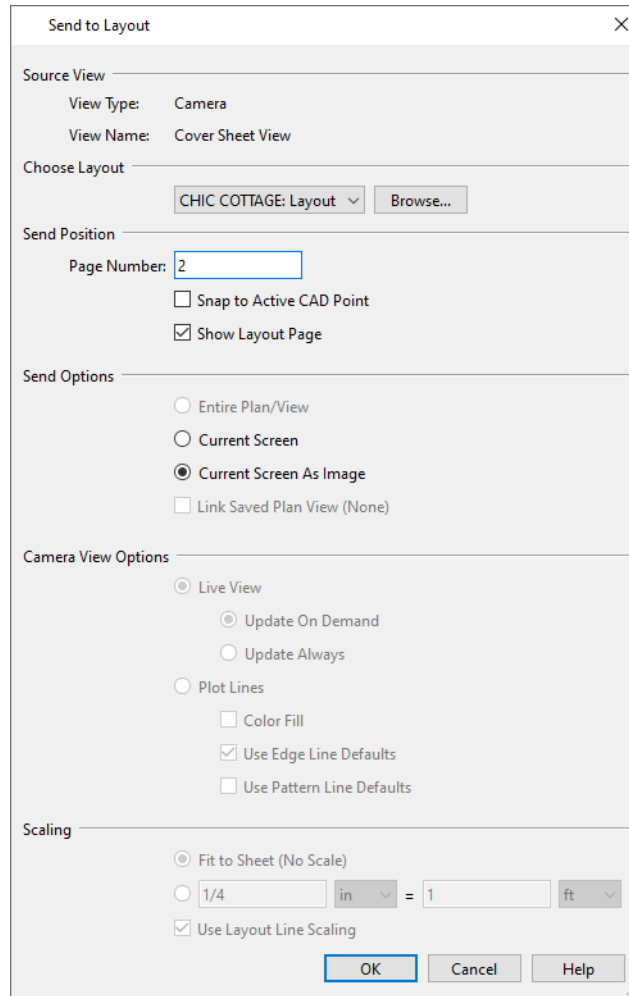 Send to Layout
Source View
View Type: Camera
View Name: Cover Sheet View
Choose Layout
CHIC COTTAGE: Layout Browse...
Send Position
Page Number: 2
Snap to Active CAD Point
Show Layout Page
Send Options
Entire Plan/View
Current Screen
Current Screen As Image
Link Saved Plan View (None)
Camera View Options
Live View
Update On Demand
Update Always
Plot Lines
Color Fill
Use Edge Line Defaults
Use Pattern Line Defaults
Scaling
Fit to Sheet (No Scale)
1/4 in = 1 ft
Use Layout Line Scaling
OK Cancel Help